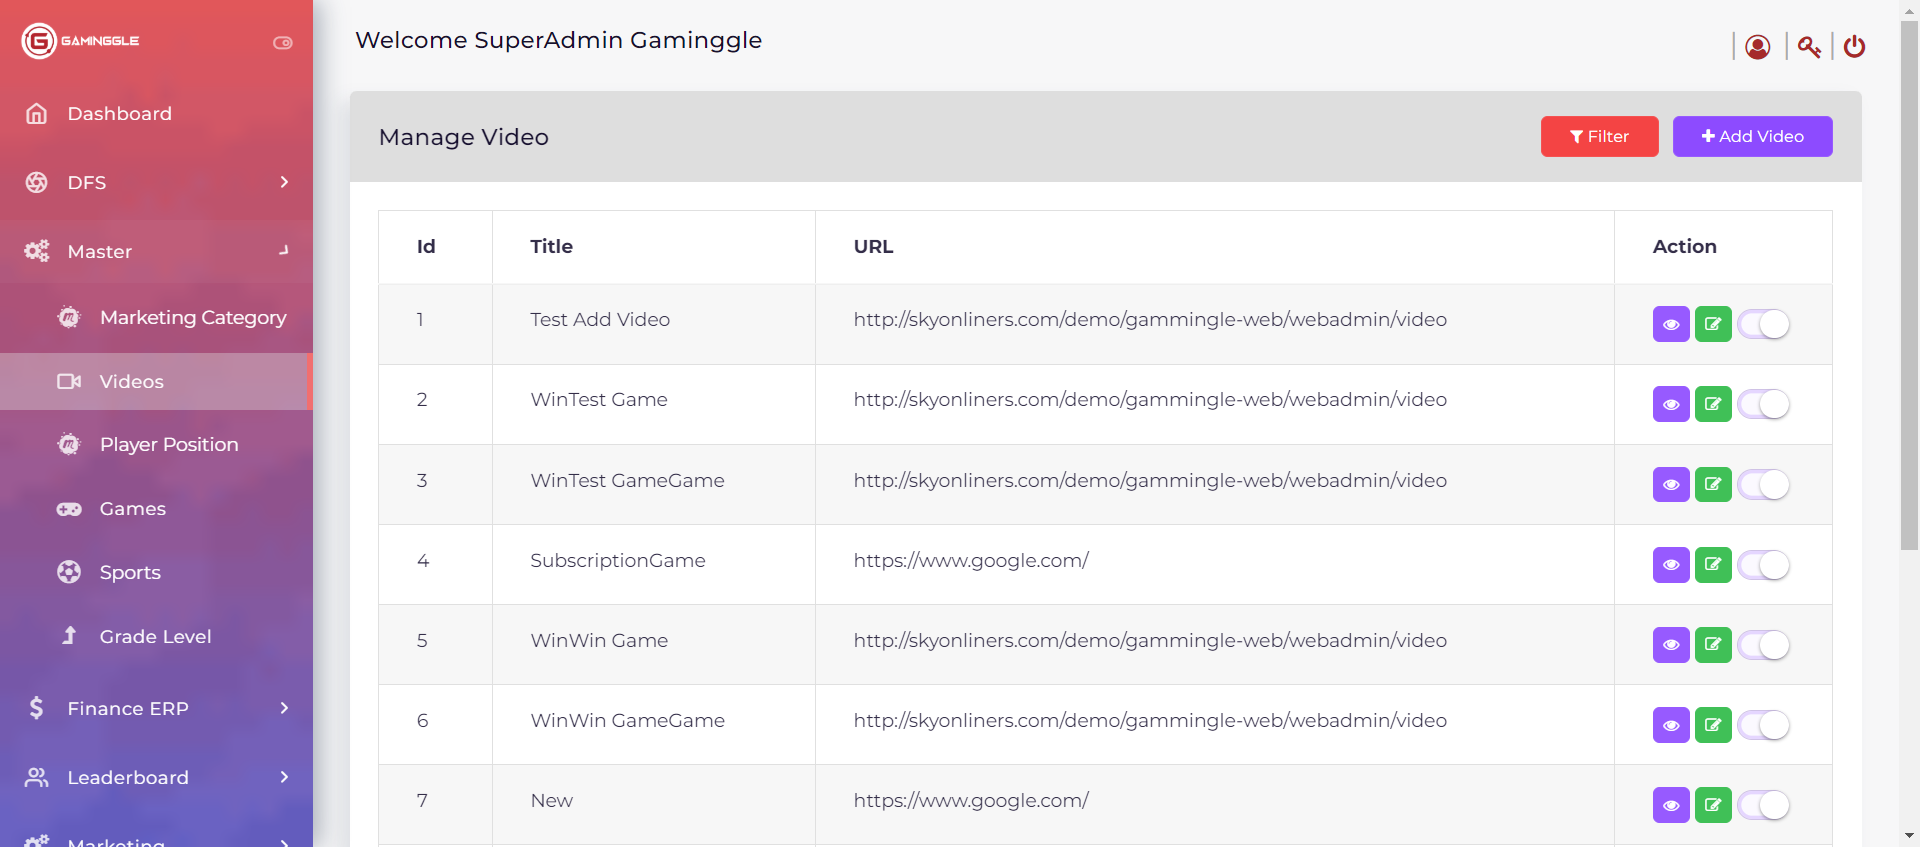 GAMINGGLE
Welcome SuperAdmin Gaminggle
Dashboard
DFS
Master
Marketing Category
Videos
Player Position
Games
Sports
Grade Level
Finance ERP
Leaderboard
Marketing
Manage Video
Filter
Add Video
Id Title URL Action
1 Test Add Video http://skyonliners.com/demo/gammingle-web/webadmin/video
2 WinTest Game http://skyonliners.com/demo/gammingle-web/webadmin/video
3 WinTest GameGame http://skyonliners.com/demo/gammingle-web/webadmin/video
4 SubscriptionGame https://www.google.com/
5 WinWin Game http://skyonliners.com/demo/gammingle-web/webadmin/video
6 WinWin GameGame http://skyonliners.com/demo/gammingle-web/webadmin/video
7 New https://www.google.com/